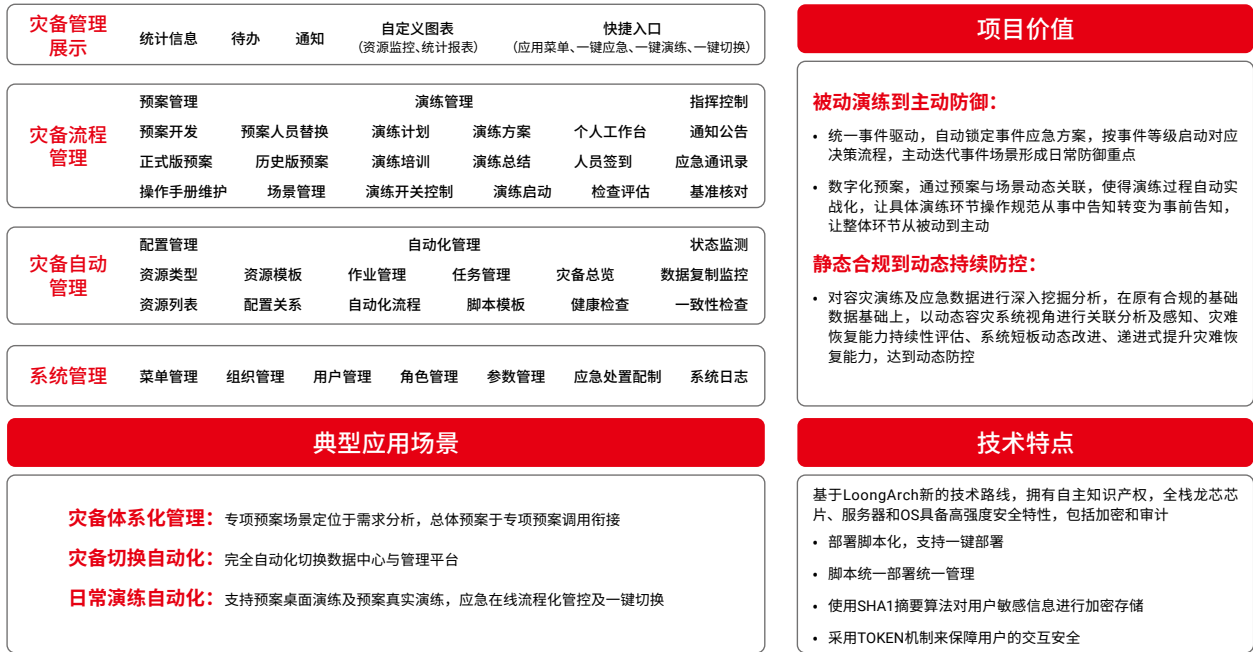 灾备管理
展示
统计信息 待办 通知 自定义图表 快捷入口
(资源监控、统计报表) (应用菜单、一键应急、一键演练、一键切换)
灾备流程
管理
预案管理 演练管理 指挥控制
预案开发 预案人员替换 演练计划 演练方案 个人工作台 通知公告
正式版预案 历史版预案 演练培训 演练总结 人员签到 应急通讯录
操作手册维护 场景管理 演练开关控制 演练启动 检查评估 基准核对
灾备自动
管理
配置管理 自动化管理 状态监测
资源类型 资源模板 作业管理 任务管理 灾备总览 数据复制监控
资源列表 配置关系 自动化流程 脚本模板 健康检查 一致性检查
系统管理 菜单管理 组织管理 用户管理 角色管理 参数管理 应急处置配制 系统日志
典型应用场景
灾备体系化管理：专项预案场景定位于需求分析，总体预案于专项预案调用衔接
灾备切换自动化：完全自动化切换数据中心与管理平台
日常演练自动化：支持预案桌面演练及预案真实演练，应急在线流程化管控及一键切换
项目价值
被动演练到主动防御：
• 统一事件驱动，自动锁定事件应急方案，按事件等级启动对应
决策流程，主动迭代事件场景形成日常防御重点
• 数字化预案，通过预案与场景动态关联，使得演练过程自动实
战化，让具体演练环节操作规范从事中告知转变为事前告知，
让整体环节从被动到主动
静态合规到动态持续防控：
• 对容灾演练及应急数据进行深入挖掘分析，在原有合规的基础
数据基础上，以动态容灾系统视角进行关联分析及感知、灾难
恢复能力持续性评估、系统短板动态改进、递进式提升灾难恢
复能力，达到动态防控
技术特点
基于LoongArch新的技术路线，拥有自主知识产权，全栈龙芯芯
片、服务器和OS具备高强度安全特性，包括加密和审计
• 部署脚本化，支持一键部署
• 脚本统一部署统一管理
• 使用SHA1摘要算法对用户敏感信息进行加密存储
• 采用TOKEN机制来保障用户的交互安全